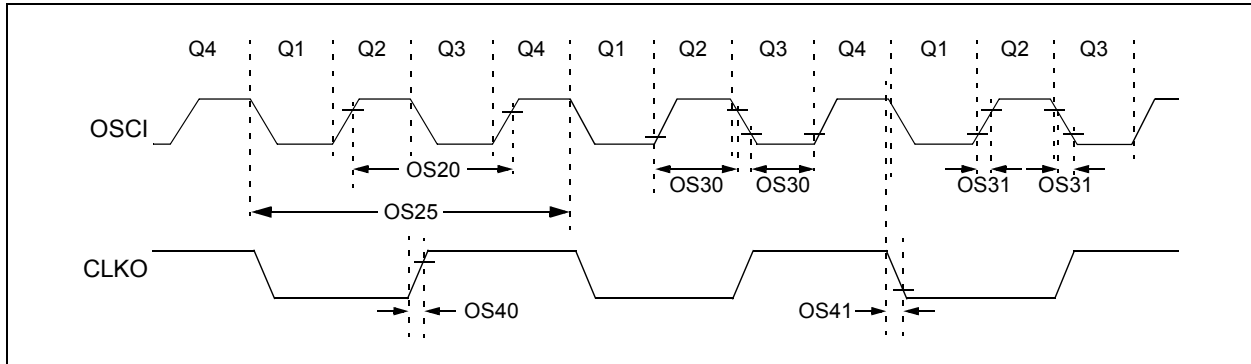 Q4 Q1 Q2 Q3 Q4 Q1 Q2 Q3 Q4 Q1 Q2 Q3
OSCI
OS20
OS30 OS30
OS31 OS31
OS25
CLKO
OS40
OS41